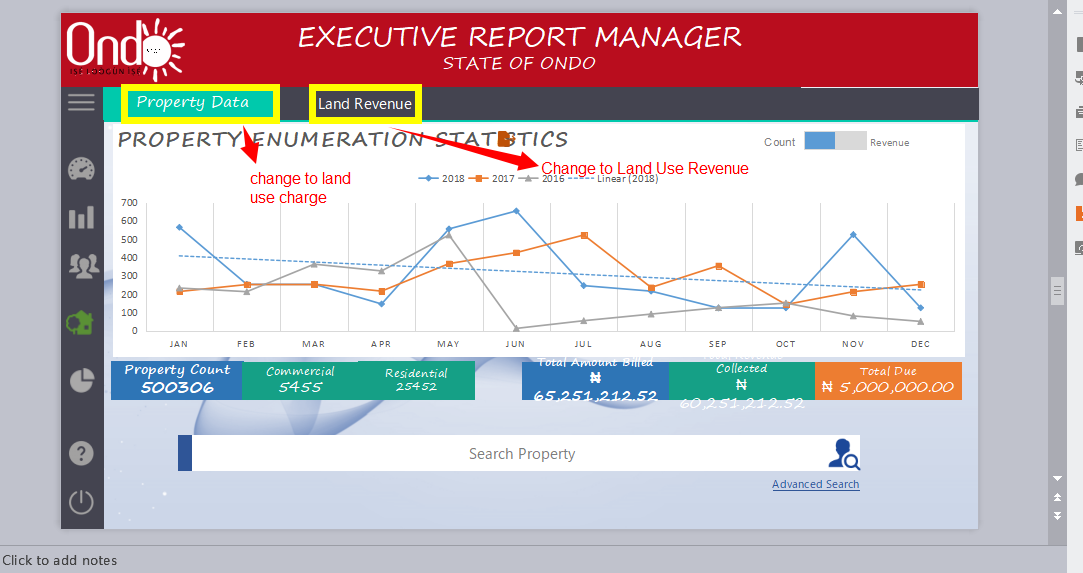 Ondo
EXECUTIVE REPORT MANAGER
STATE OF ONDO
Property Data
Land Revenue
PROPERTY ENUMERATION STATISTICS
Count
Revenue
change to land
use charge
Change to Land Use Revenue
2018 2017 2016 Linear (2018)
700
600
500
400
300
200
100
0
JAN FEB MAR APR MAY JUN JUL AUG SEP OCT NOV DEC
Property Count
500306
Commercial
5455
Residential
25452
Total Amount Billed
₦
65,251,212.52
Collected
₦
60,251,212.52
Total Due
₦ 5,000,000.00
Search Property
Advanced Search
Click to add notes